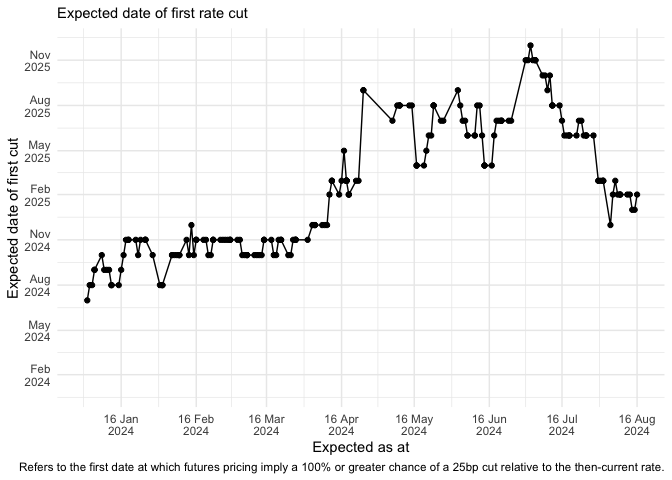 Expected date of first rate cut
Expected date of first cut
Nov
2025
Aug
2025
May
2025
Feb
2025
Nov
2024
Aug
2024
May
2024
Feb
2024
16 Jan
2024
16 Feb
2024
16 Mar
2024
16 Apr
2024
16 May
2024
16 Jun
2024
16 Jul
2024
16 Aug
2024
Expected as at
Refers to the first date at which futures pricing imply a 100% or greater chance of a 25bp cut relative to the then-current rate.